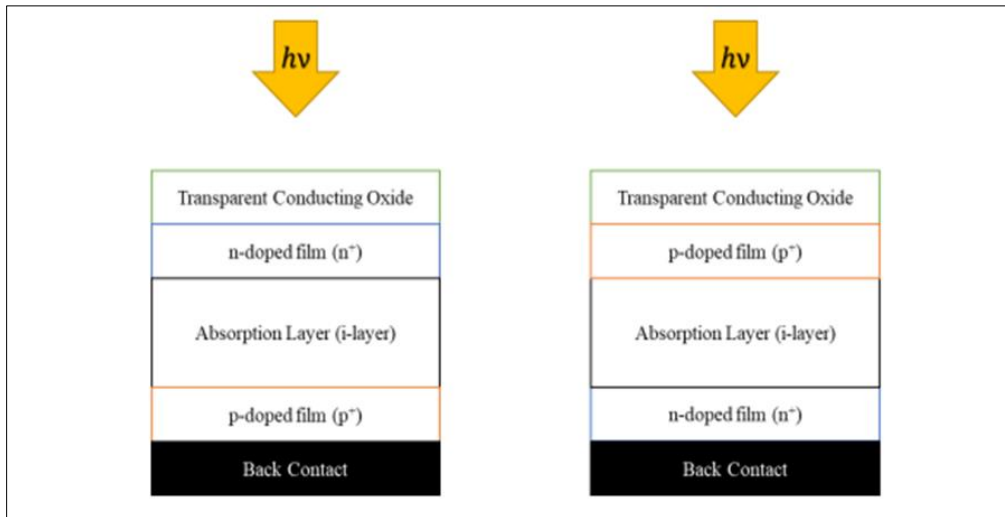 hν
Transparent Conducting Oxide
n-doped film (n⁺)
Absorption Layer (i-layer)
p-doped film (p⁺)
Back Contact
hν
Transparent Conducting Oxide
p-doped film (p⁺)
Absorption Layer (i-layer)
n-doped film (n⁺)
Back Contact